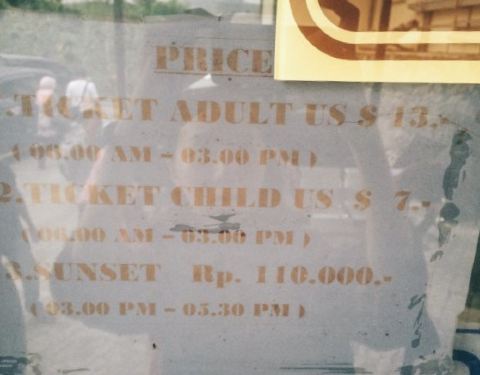 PRICE
1.TICKET ADULT US $ 13,-
( 06.00 AM – 03.00 PM )
2.TICKET CHILD US $ 7,-
( 06.00 AM – 03.00 PM )
3.SUNSET Rp. 110.000.-
( 03.00 PM – 05.30 PM )